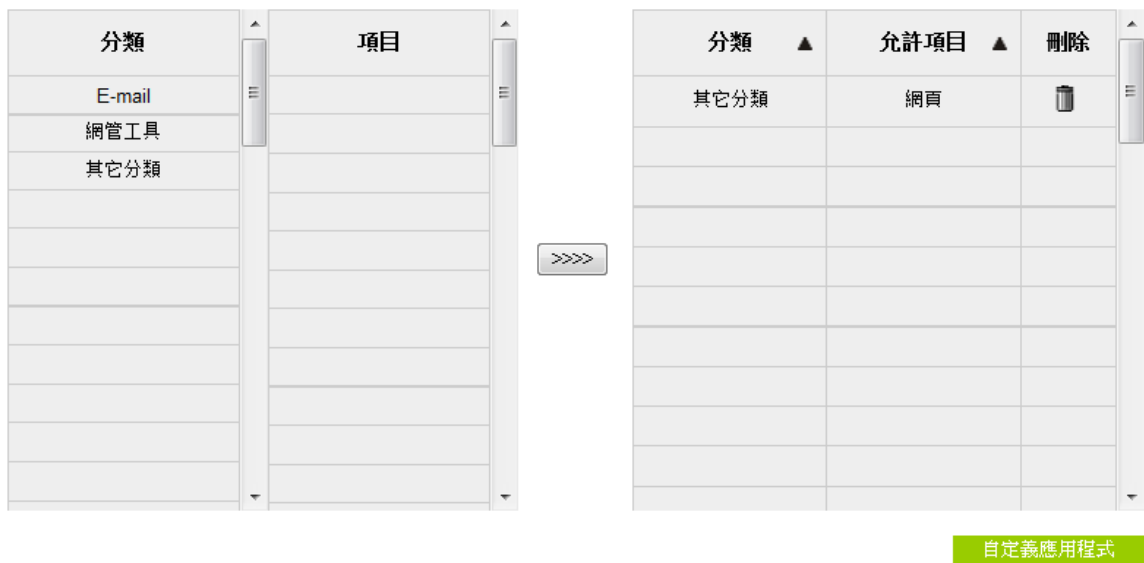 分類 項目 分類 ▲ 允許項目 ▲ 刪除
E-mail 其它分類 網頁
網管工具
其它分類
>>>>
自定義應用程式